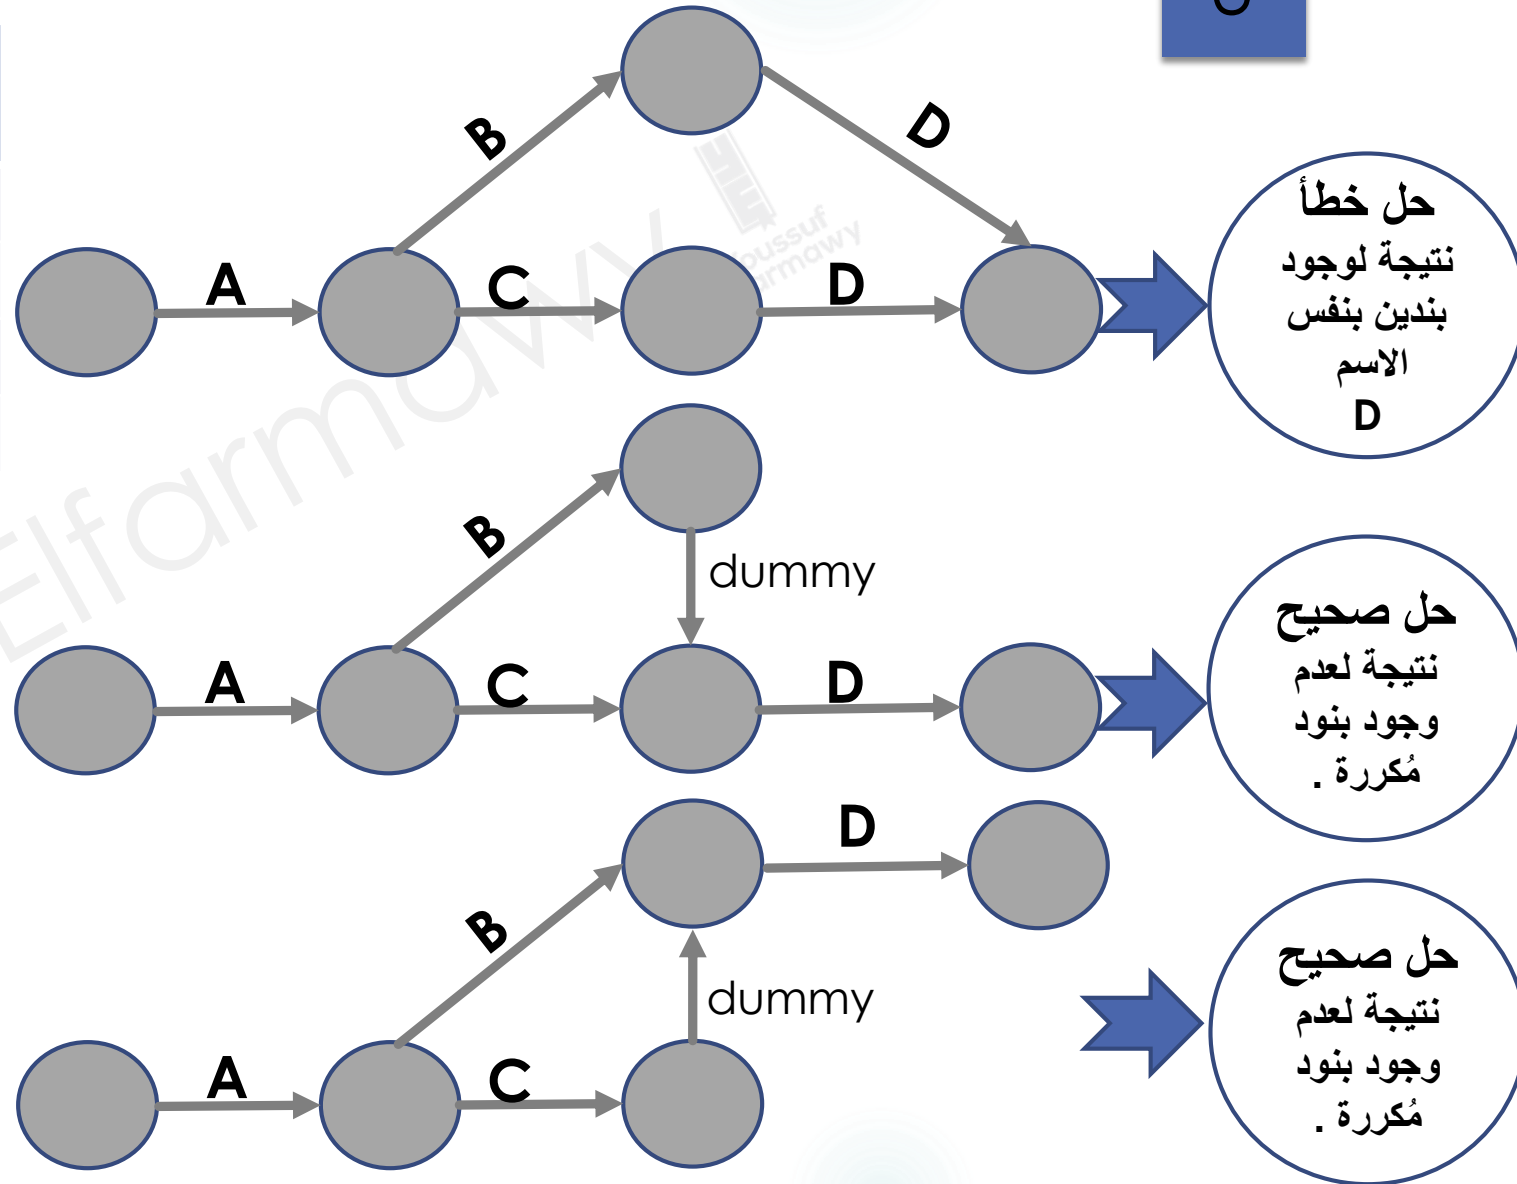 B
D
A
C
D
حل خطأ
نتيجة لوجود
بندين بنفس
الاسم
D
Elfarmawy
B
dummy
A
C
D
حل صحيح
نتيجة لعدم
وجود بنود
مُكررة .
D
B
dummy
A
C
حل صحيح
نتيجة لعدم
وجود بنود
مُكررة .